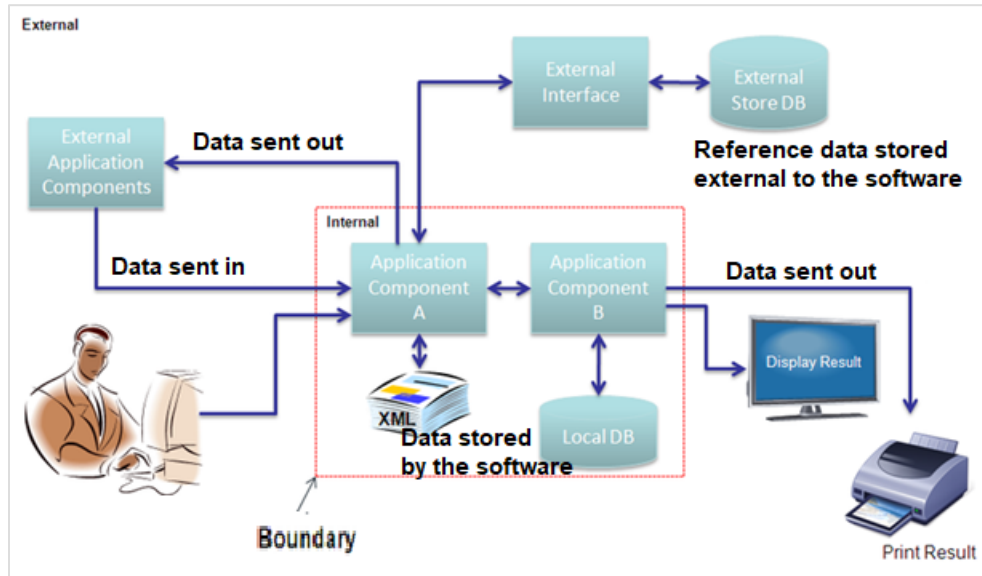 External
External
Interface
External
Store DB
External
Application
Components
Data sent out
Reference data stored
external to the software
Internal
Data sent in
Application
Component
A
Application
Component
B
Data sent out
Display Result
XML
Data stored
by the software
Local DB
Boundary
Print Result